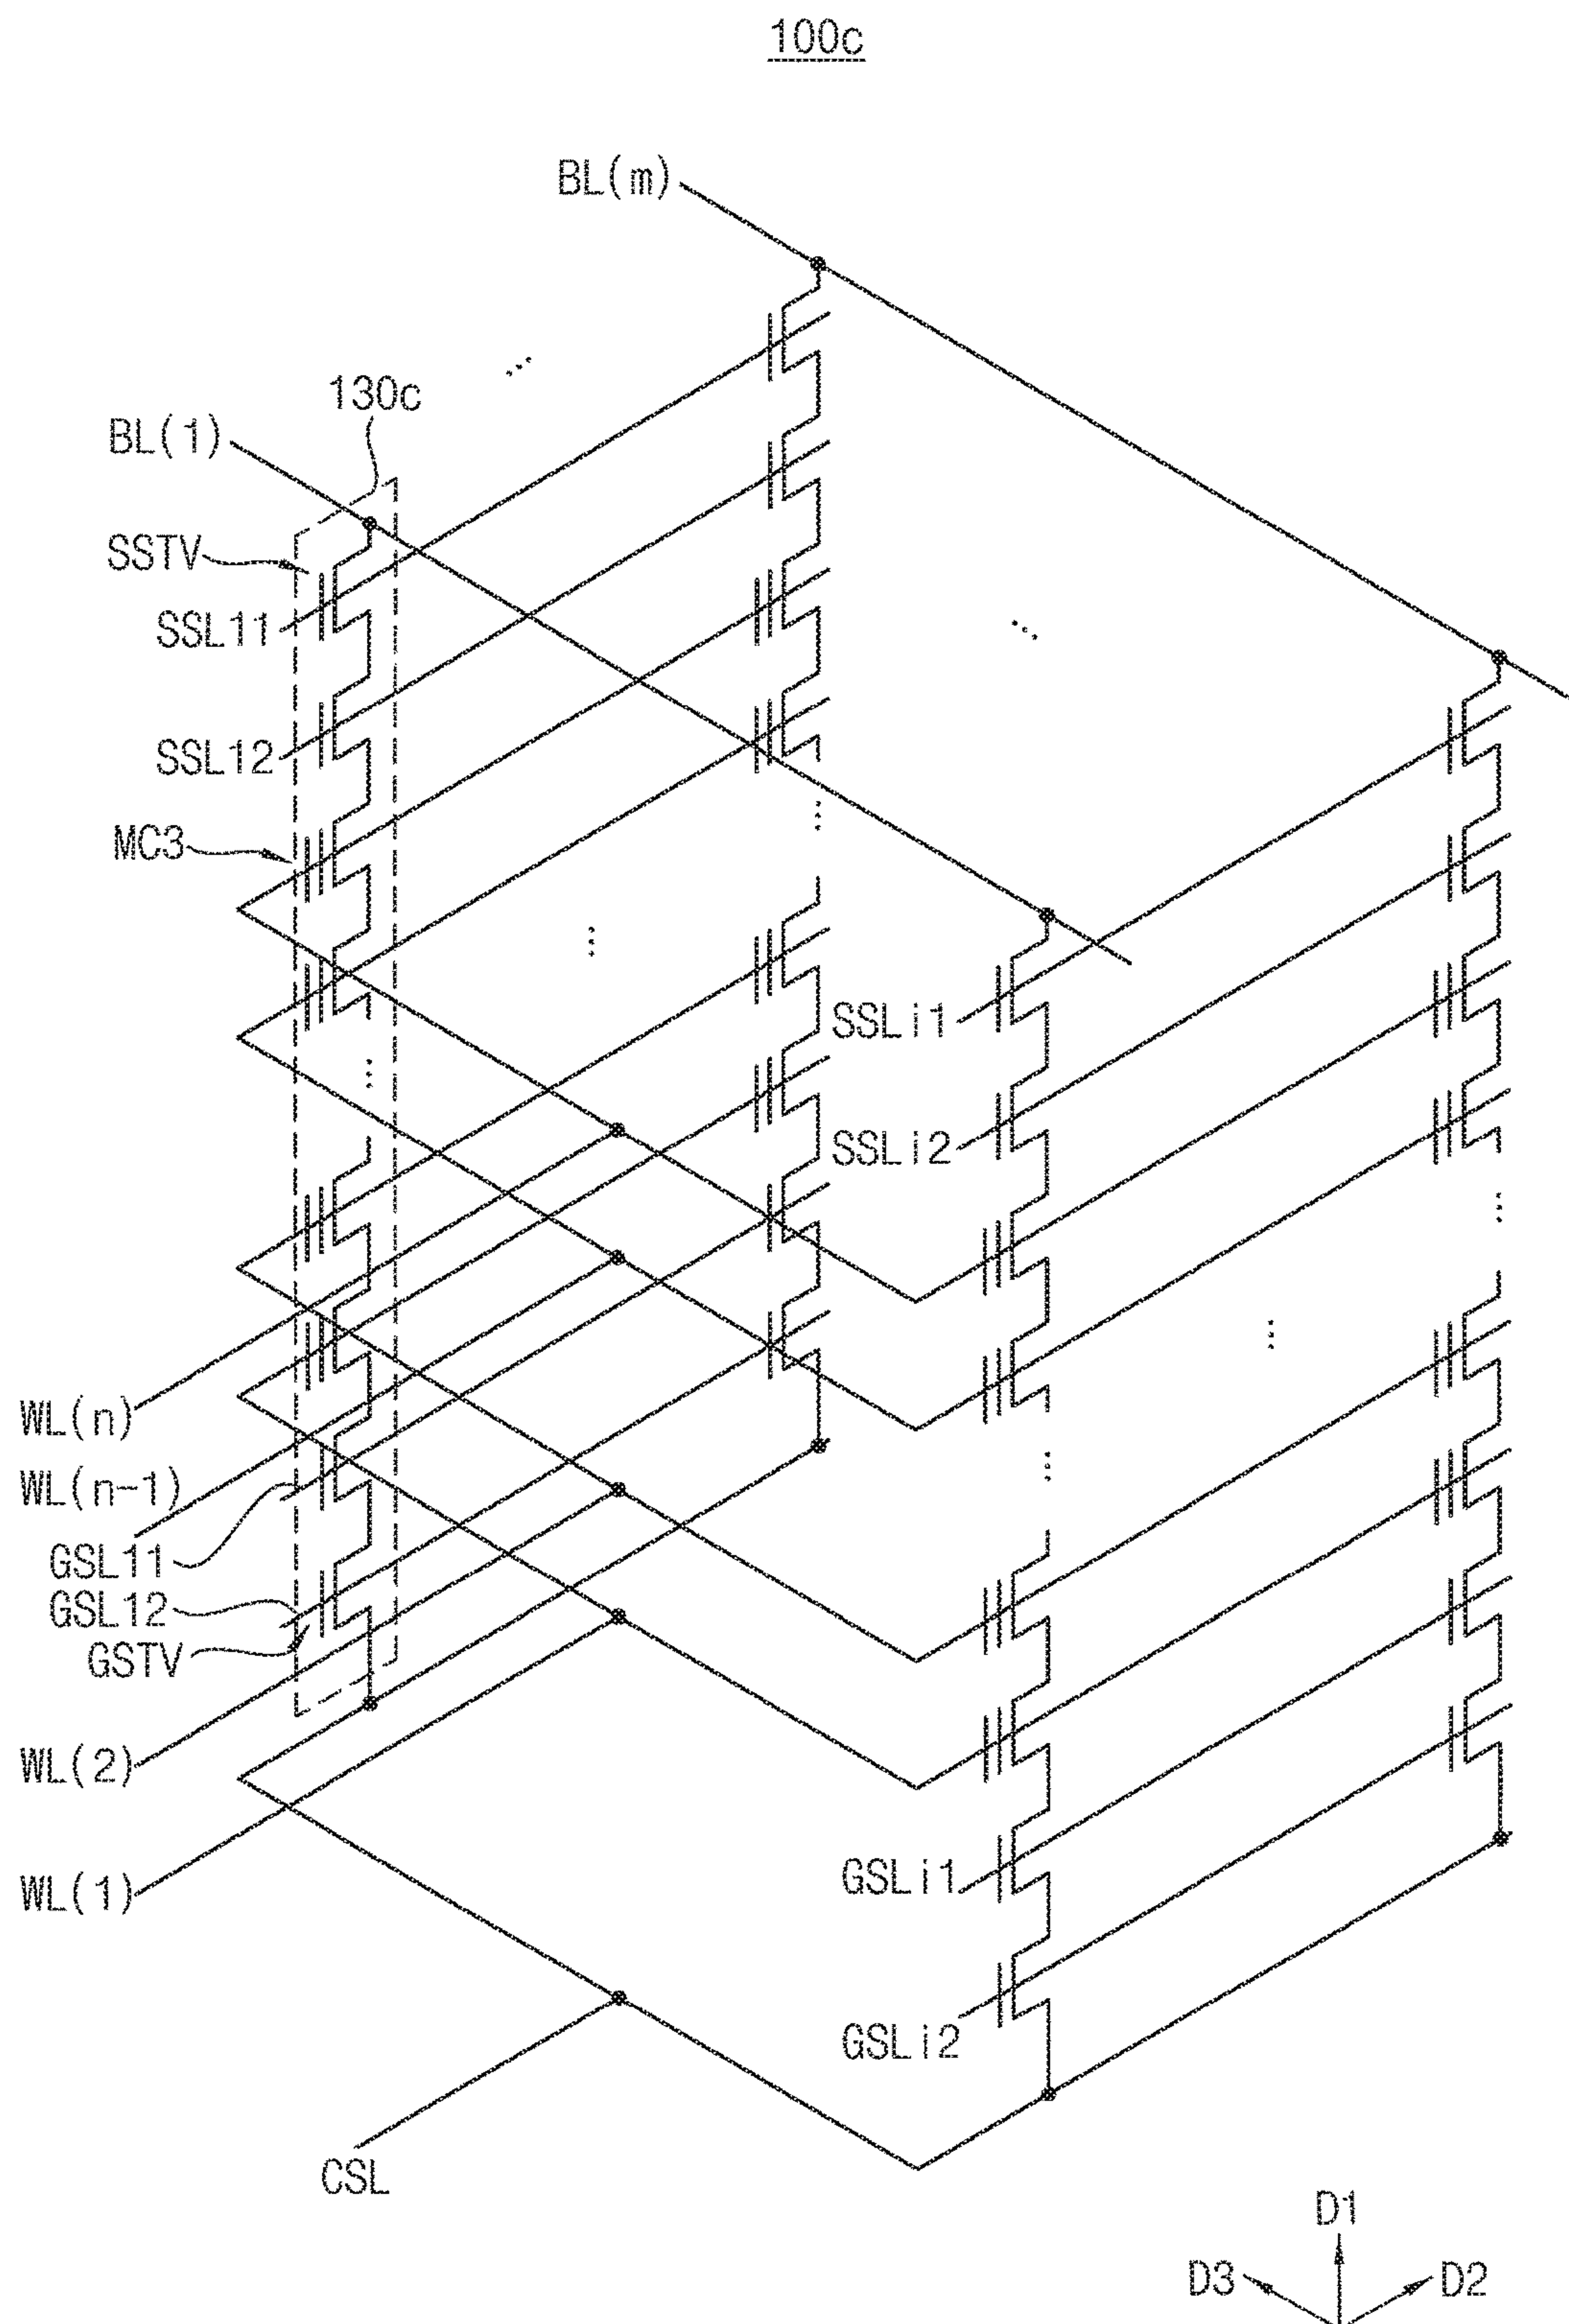 100c
BL(m)
130c
BL(1)
SSTV
SSL11
SSL12
MC3
SSLi1
SSLi2
WL(n)
WL(n-1)
GSL11
GSL12
GSTV
WL(2)
WL(1)
GSLi1
GSLi2
CSL
D1
D3
D2